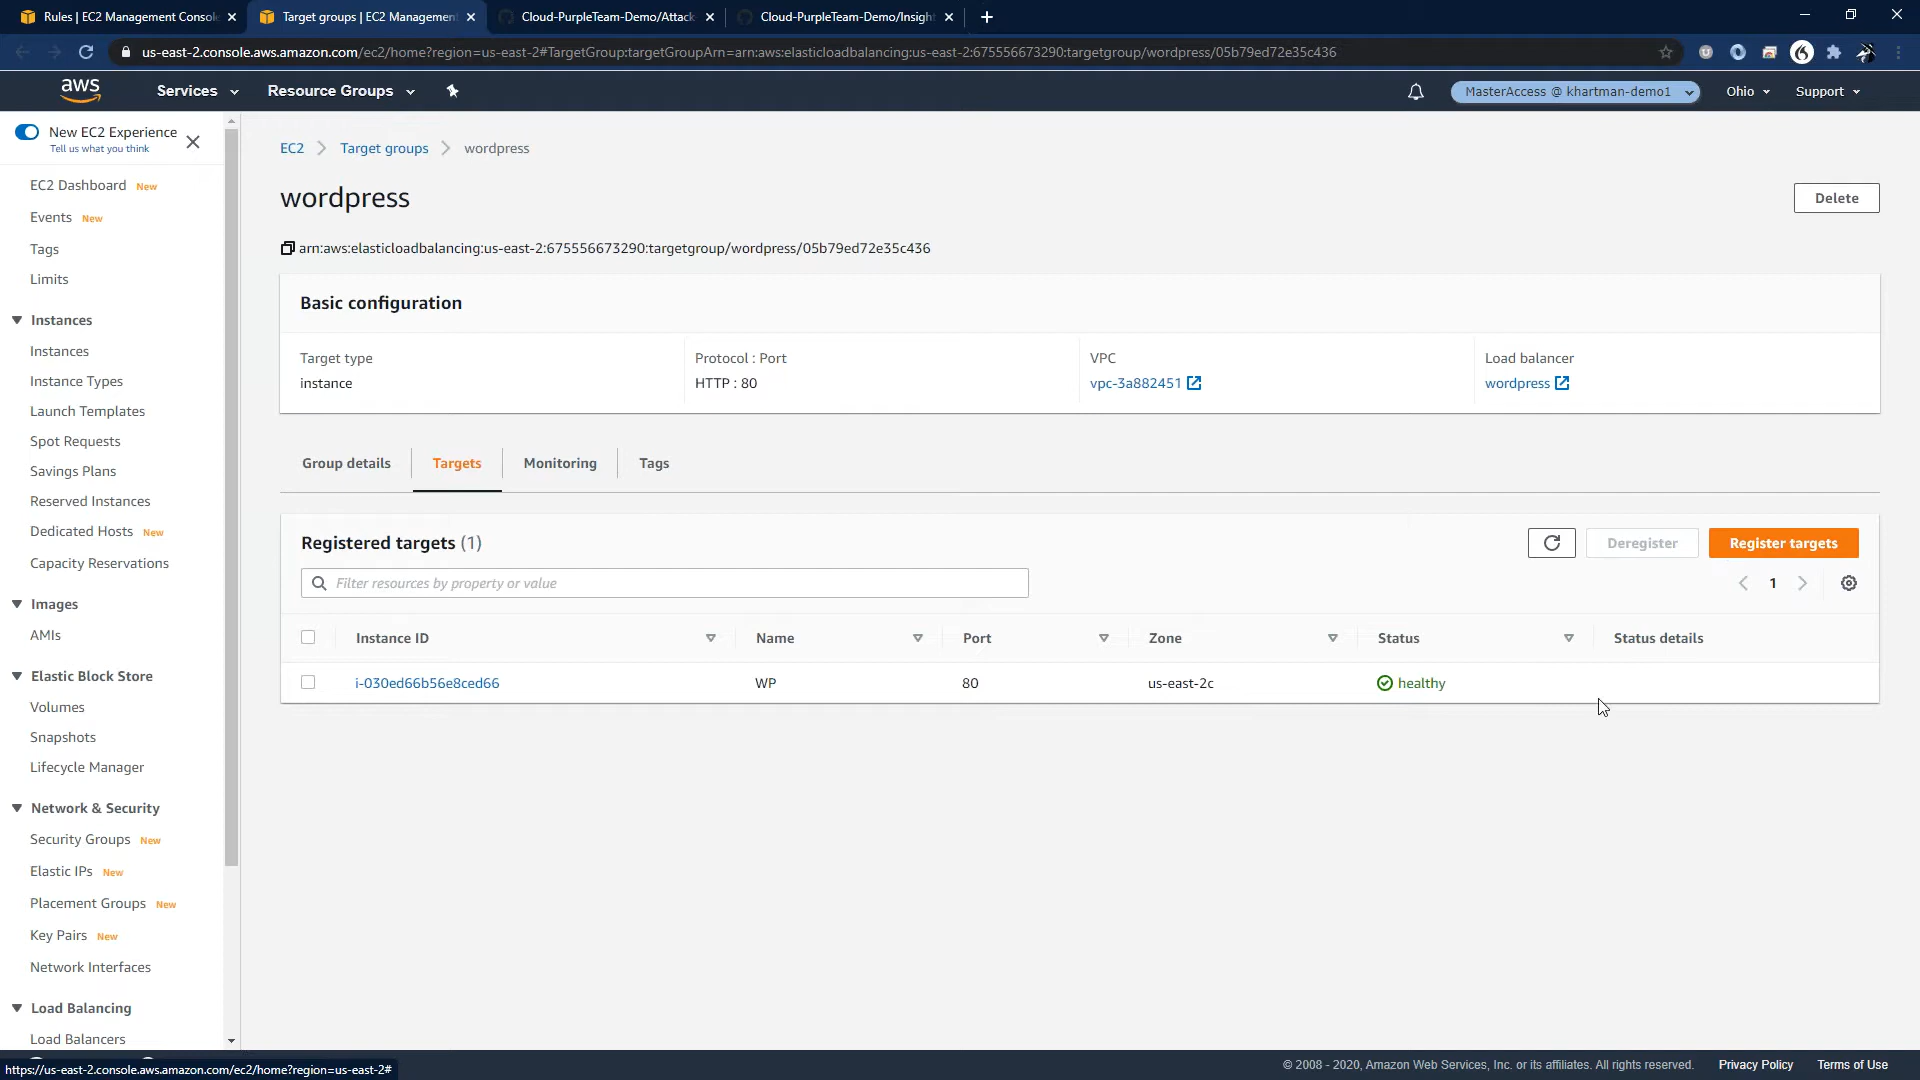 Rules | EC2 Management Console
Target groups | EC2 Management
Cloud-PurpleTeam-Demo/Attack
Cloud-PurpleTeam-Demo/Insight
us-east-2.console.aws.amazon.com/ec2/home?region=us-east-2#TargetGroup:targetGroupArn=arn:aws:elasticloadbalancing:us-east-2:675556673290:targetgroup/wordpress/05b79ed72e35c436
aws
Services
Resource Groups
MasterAccess @ khartman-demo1
Ohio
Support
New EC2 Experience
Tell us what you think
EC2 Dashboard New
Events New
Tags
Limits
Instances
Instances
Instance Types
Launch Templates
Spot Requests
Savings Plans
Reserved Instances
Dedicated Hosts New
Capacity Reservations
Images
AMIs
Elastic Block Store
Volumes
Snapshots
Lifecycle Manager
Network & Security
Security Groups New
Elastic IPs New
Placement Groups New
Key Pairs New
Network Interfaces
Load Balancing
Load Balancers
EC2 > Target groups > wordpress
wordpress
Delete
arn:aws:elasticloadbalancing:us-east-2:675556673290:targetgroup/wordpress/05b79ed72e35c436
Basic configuration
Target type
instance
Protocol : Port
HTTP : 80
VPC
vpc-3a882451
Load balancer
wordpress
Group details
Targets
Monitoring
Tags
Registered targets (1)
Deregister
Register targets
Filter resources by property or value
1
Instance ID Name Port Zone Status Status details
i-030ed66b56e8ced66 WP 80 us-east-2c healthy
https://us-east-2.console.aws.amazon.com/ec2/home?region=us-east-2#
© 2008 - 2020, Amazon Web Services, Inc. or its affiliates. All rights reserved. Privacy Policy Terms of Use